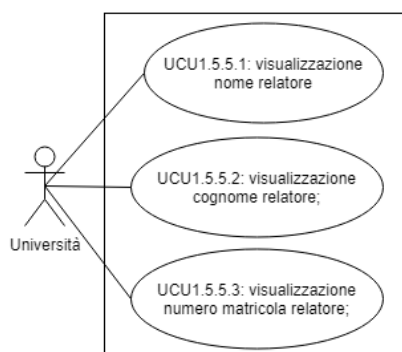 UCU1.5.5.1: visualizzazione
nome relatore
UCU1.5.5.2: visualizzazione
cognome relatore;
Università
UCU1.5.5.3: visualizzazione
numero matricola relatore;